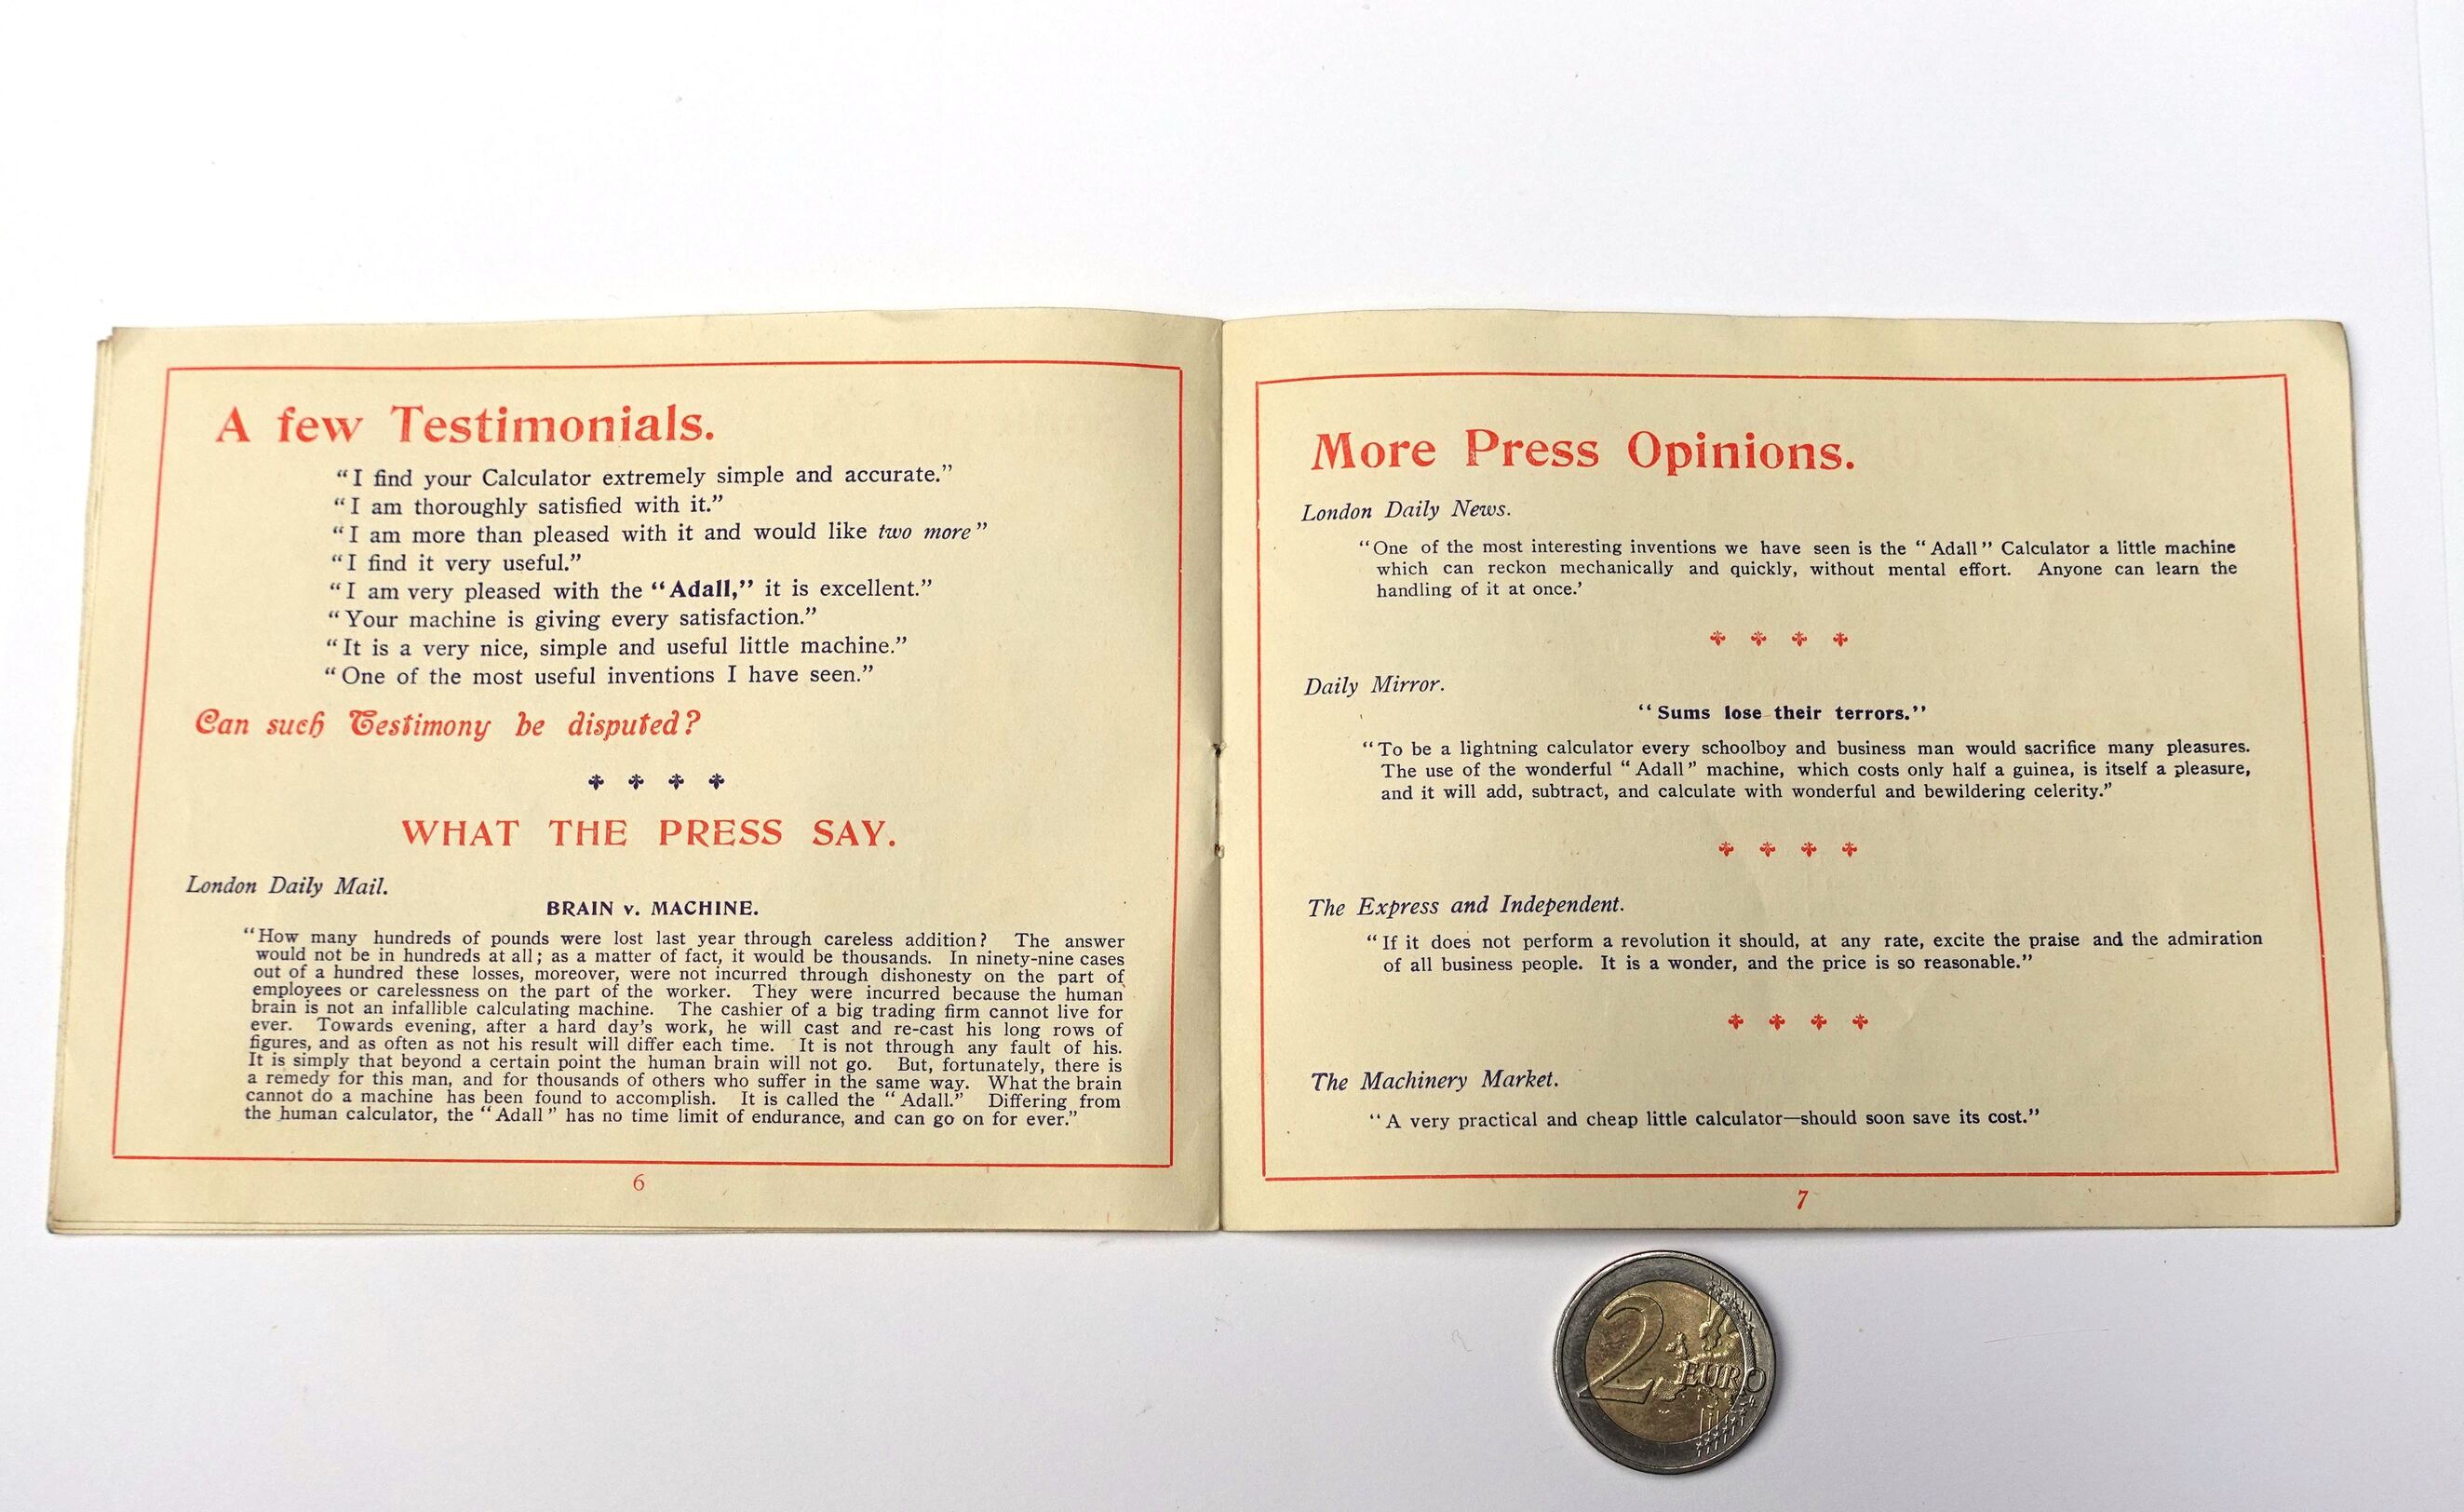 A few Testimonials.
“I find your Calculator extremely simple and accurate.”
“I am thoroughly satisfied with it.”
“I am more than pleased with it and would like two more”
“I find it very useful.”
“I am very pleased with the “Adall,” it is excellent.”
“Your machine is giving every satisfaction.”
“It is a very nice, simple and useful little machine.”
“One of the most useful inventions I have seen.”
Can such Testimony be disputed?
WHAT THE PRESS SAY.
London Daily Mail.
BRAIN v. MACHINE.
“How many hundreds of pounds were lost last year through careless addition? The answer
would not be in hundreds at all; as a matter of fact, it would be thousands. In ninety-nine cases
out of a hundred these losses, moreover, were not incurred through dishonesty on the part of
employees or carelessness on the part of the worker. They were incurred because the human
brain is not an infallible calculating machine. The cashier of a big trading firm cannot live for
ever. Towards evening, after a hard day’s work, he will cast and re-cast his long rows of
figures, and as often as not his result will differ each time. It is not through any fault of his.
It is simply that beyond a certain point the human brain will not go. But, fortunately, there is
a remedy for this man, and for thousands of others who suffer in the same way. What the brain
cannot do a machine has been found to accomplish. It is called the “Adall.” Differing from
the human calculator, the “Adall” has no time limit of endurance, and can go on for ever.”
6
More Press Opinions.
London Daily News.
“One of the most interesting inventions we have seen is the “Adall” Calculator a little machine
which can reckon mechanically and quickly, without mental effort. Anyone can learn the
handling of it at once.’
Daily Mirror.
“Sums lose their terrors.”
“To be a lightning calculator every schoolboy and business man would sacrifice many pleasures.
The use of the wonderful “Adall” machine, which costs only half a guinea, is itself a pleasure,
and it will add, subtract, and calculate with wonderful and bewildering celerity.”
The Express and Independent.
“If it does not perform a revolution it should, at any rate, excite the praise and the admiration
of all business people. It is a wonder, and the price is so reasonable.”
The Machinery Market.
“A very practical and cheap little calculator—should soon save its cost.”
7
2 EURO